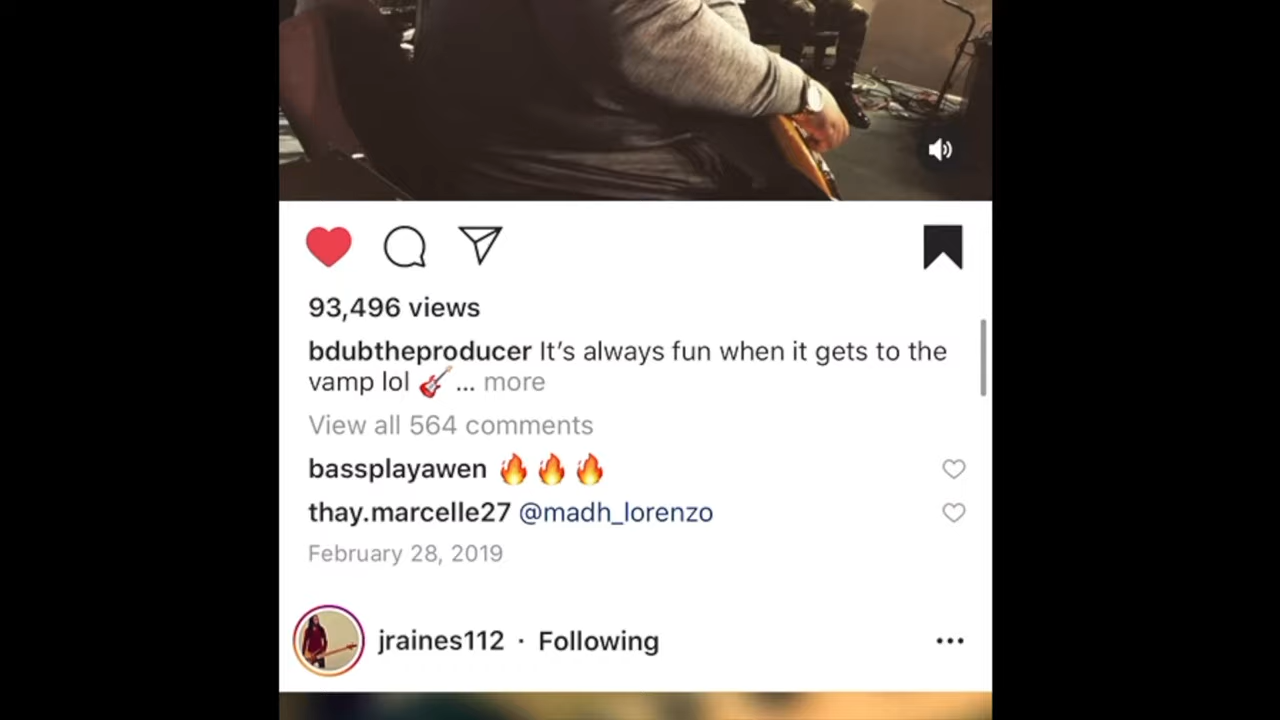 93,496 views
bdubtheproducer It’s always fun when it gets to the
vamp lol 🎸 ... more
View all 564 comments
bassplayawen 🔥🔥🔥
thay.marcelle27 @madh_lorenzo
February 28, 2019
jraines112 · Following